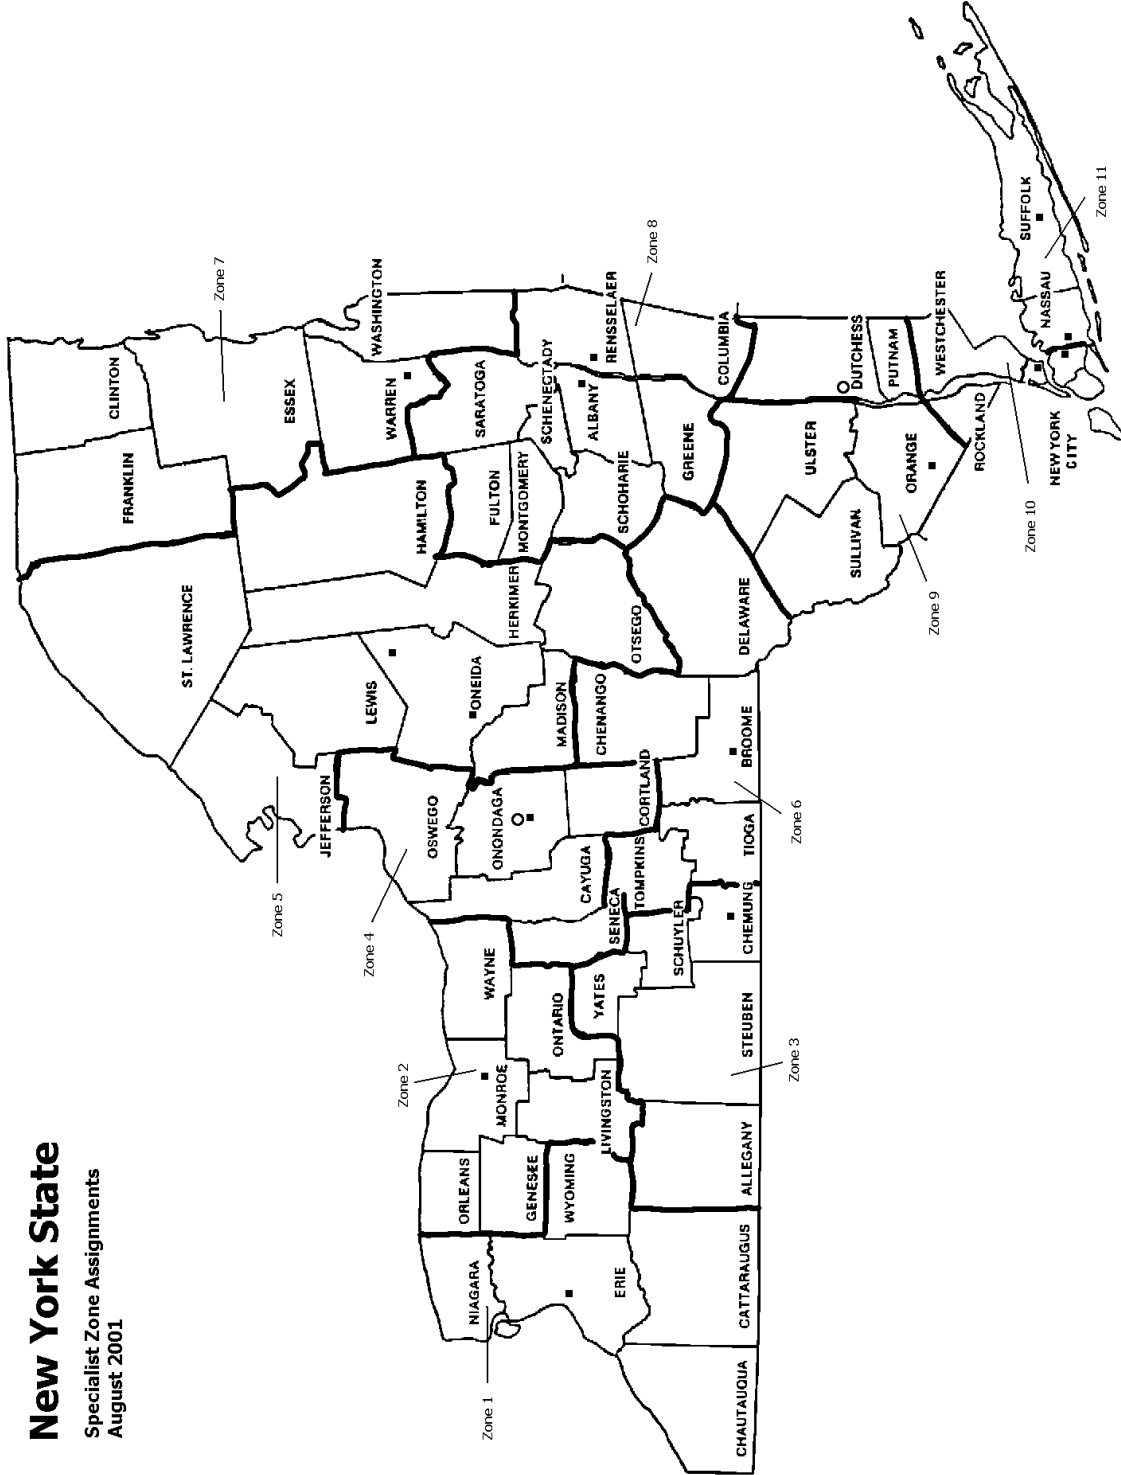 New York State
Specialist Zone Assignments
August 2001
CLINTON
FRANKLIN
Zone 7
ST. LAWRENCE
ESSEX
Zone 5
JEFFERSON
LEWIS
HAMILTON
WARREN
WASHINGTON
Zone 4
OSWEGO
HERKIMER
ONEIDA
FULTON
SARATOGA
Zone 2
NIAGARA
ORLEANS
MONROE
WAYNE
ONONDAGA
MONTGOMERY
SCHENECTADY
Zone 1
GENESEE
ONTARIO
SENECA
CAYUGA
MADISON
OTSEGO
SCHOHARIE
ALBANY
RENSSELAER
ERIE
WYOMING
LIVINGSTON
YATES
TOMPKINS
CORTLAND
CHENANGO
Zone 8
SCHUYLER
GREENE
COLUMBIA
CHAUTAUQUA
CATTARAUGUS
ALLEGANY
STEUBEN
CHEMUNG
TIOGA
BROOME
DELAWARE
Zone 3
Zone 6
ULSTER
DUTCHESS
SULLIVAN
PUTNAM
Zone 9
ORANGE
WESTCHESTER
ROCKLAND
Zone 10
NEW YORK
CITY
NASSAU
SUFFOLK
Zone 11